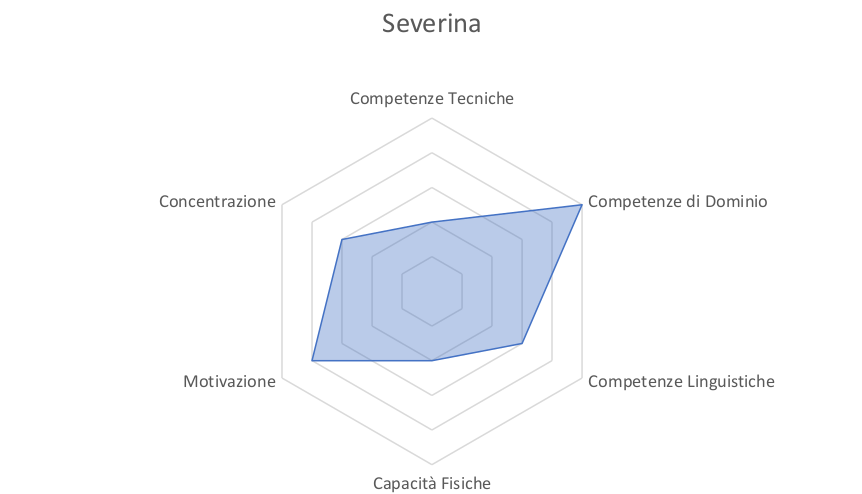 Severina
Competenze Tecniche
Concentrazione
Competenze di Dominio
Motivazione
Competenze Linguistiche
Capacità Fisiche